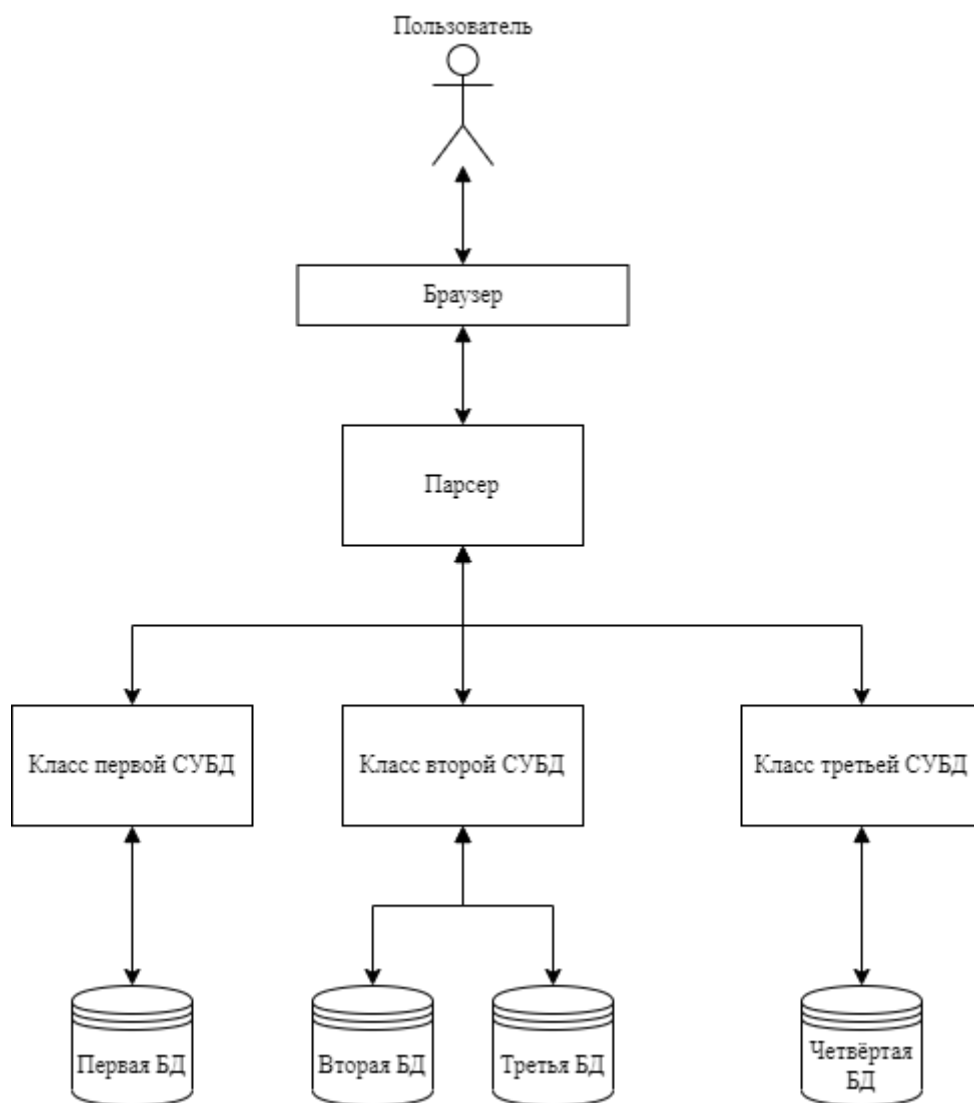 Пользователь
Браузер
Парсер
Класс первой СУБД
Класс второй СУБД
Класс третьей СУБД
Первая БД
Вторая БД
Третья БД
Четвёртая
БД